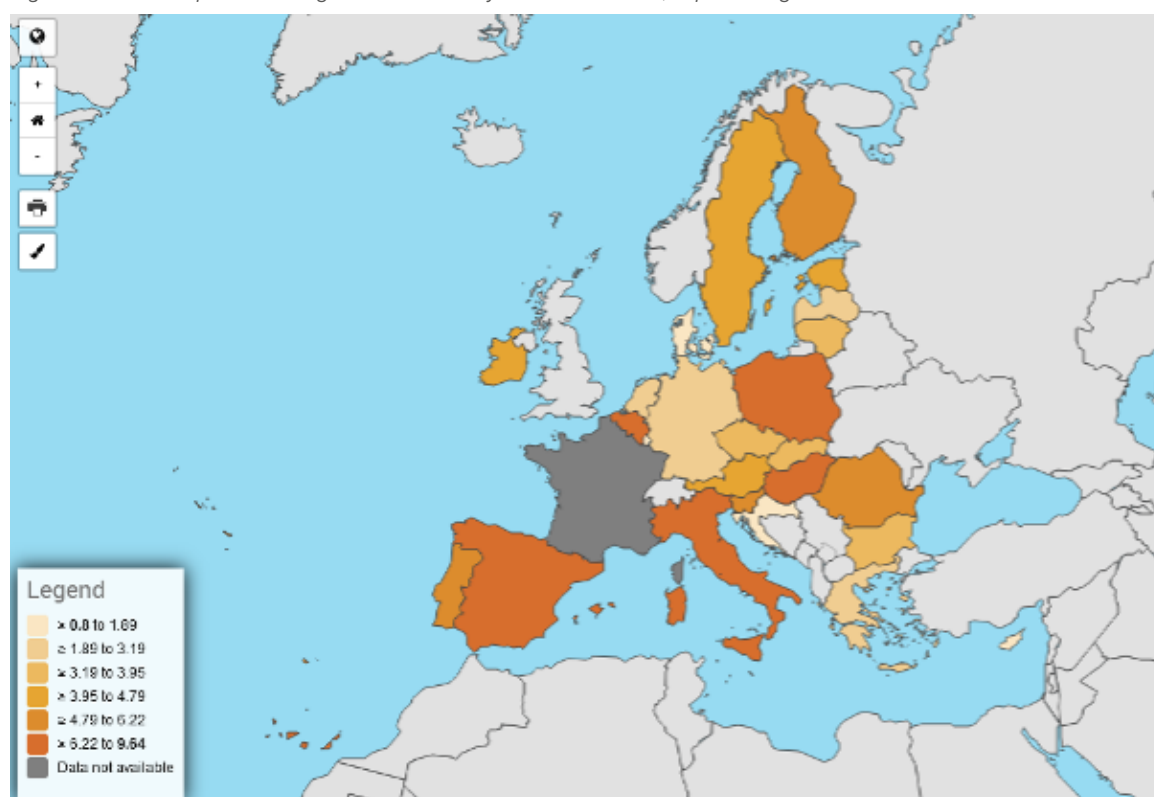 +
-
Legend
≥ 0.8 to 1.89
≥ 1.89 to 3.19
≥ 3.19 to 3.95
≥ 3.95 to 4.79
≥ 4.79 to 6.22
≥ 6.22 to 9.64
Data not available